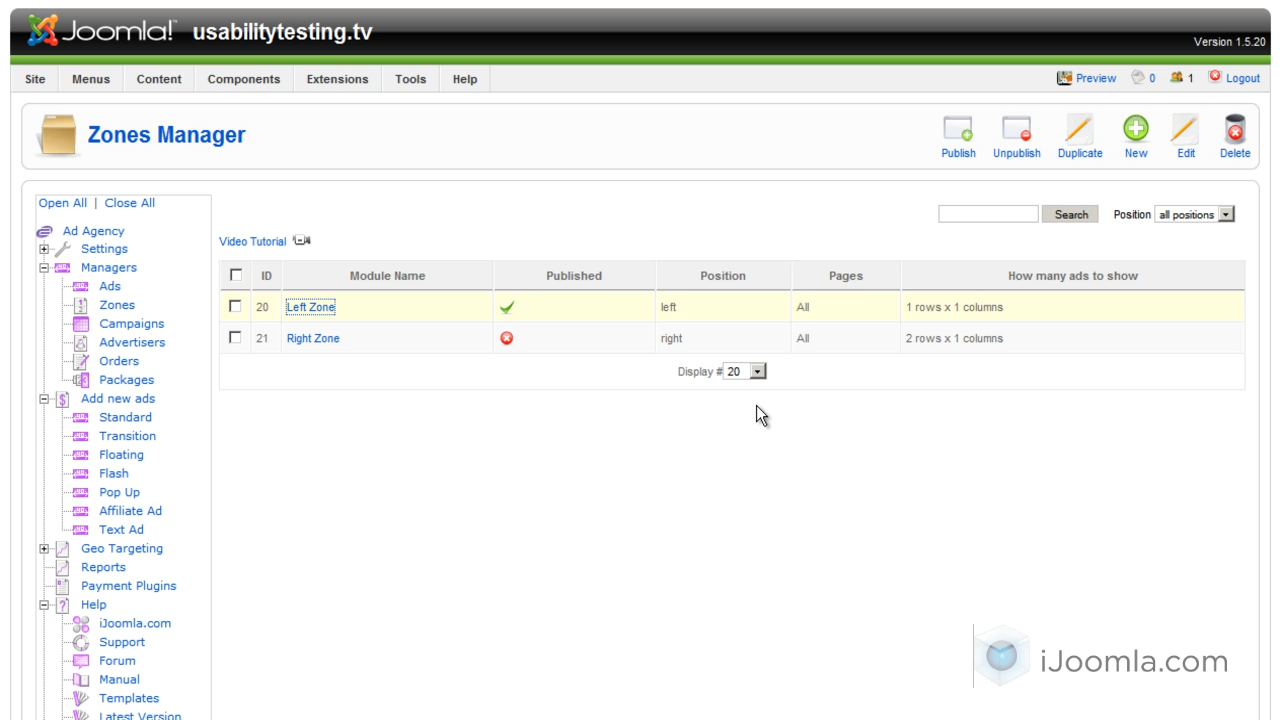 Joomla! usabilitytesting.tv
Version 1.5.20
Site Menus Content Components Extensions Tools Help Preview 0 1 Logout
Zones Manager
Publish Unpublish Duplicate New Edit Delete
Open All | Close All
Search Position all positions
Ad Agency
Settings
Managers
Ads
Zones
Campaigns
Advertisers
Orders
Packages
Add new ads
Standard
Transition
Floating
Flash
Pop Up
Affiliate Ad
Text Ad
Geo Targeting
Reports
Payment Plugins
Help
iJoomla.com
Support
Forum
Manual
Templates
Latest Version
Video Tutorial
ID Module Name Published Position Pages How many ads to show
20 Left Zone left All 1 rows x 1 columns
21 Right Zone right All 2 rows x 1 columns
Display # 20
iJoomla.com